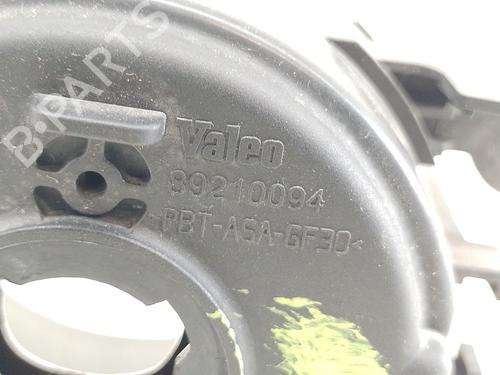 B-PARTS
Valeo
89210094
>PBT-ASA-GF30<